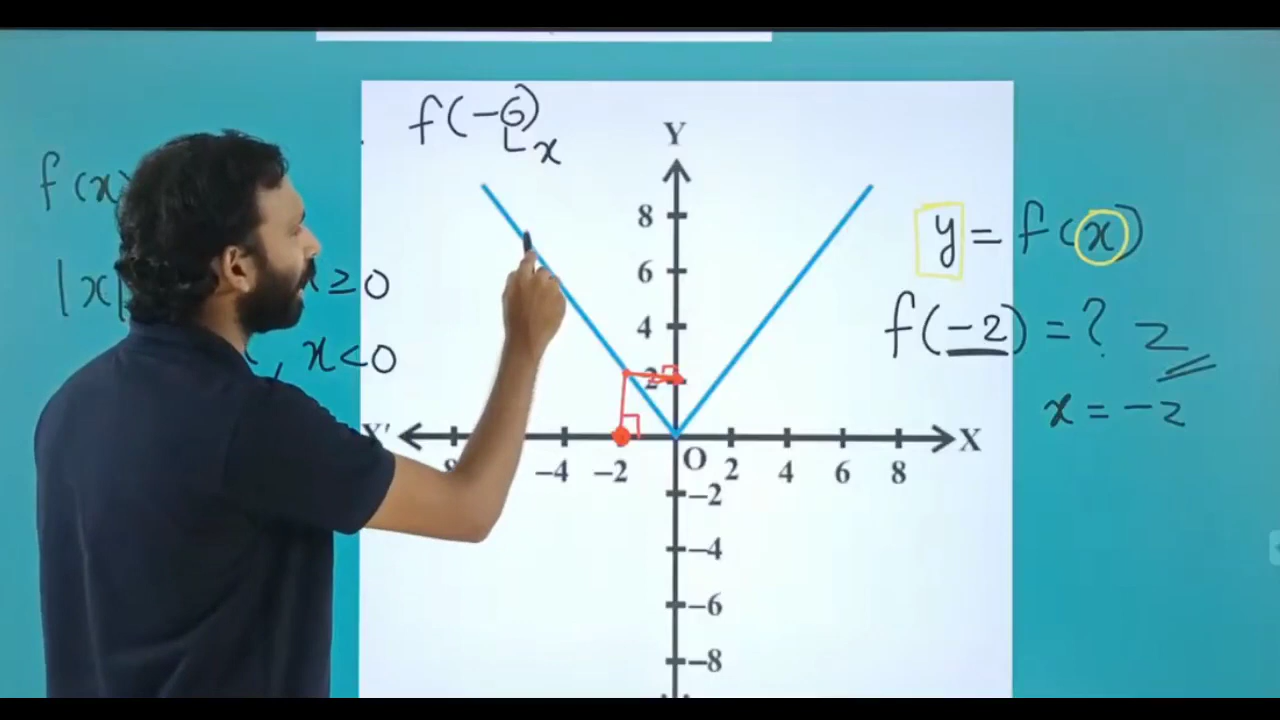 f(-6)
x
f(x)
|x|
x≥0
, x<0
Y
8
6
4
2
X'
X
-4 -2 O 2 4 6 8
-2
-4
-6
-8
y = f(x)
f(-2) = ? 2
x = -2